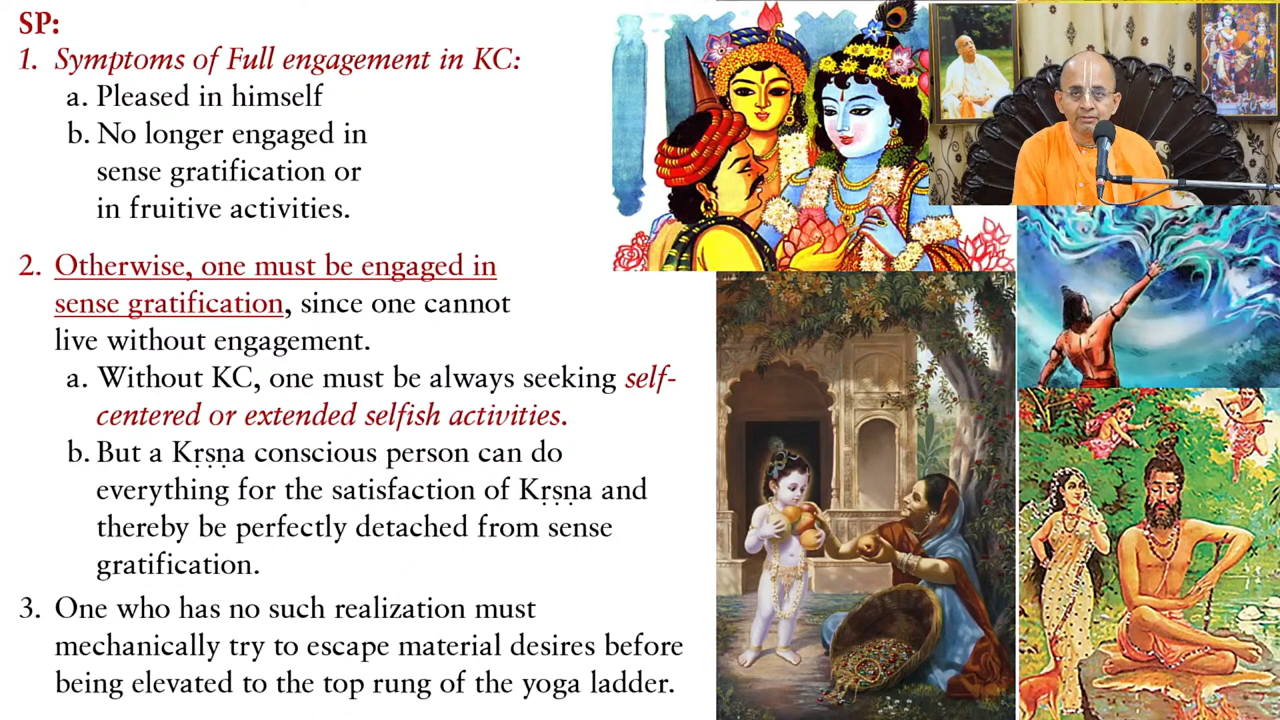 SP:
1. Symptoms of Full engagement in KC:
a. Pleased in himself
b. No longer engaged in
sense gratification or
in fruitive activities.
2. Otherwise, one must be engaged in
sense gratification, since one cannot
live without engagement.
a. Without KC, one must be always seeking self-
centered or extended selfish activities.
b. But a Kṛṣṇa conscious person can do
everything for the satisfaction of Kṛṣṇa and
thereby be perfectly detached from sense
gratification.
3. One who has no such realization must
mechanically try to escape material desires before
being elevated to the top rung of the yoga ladder.